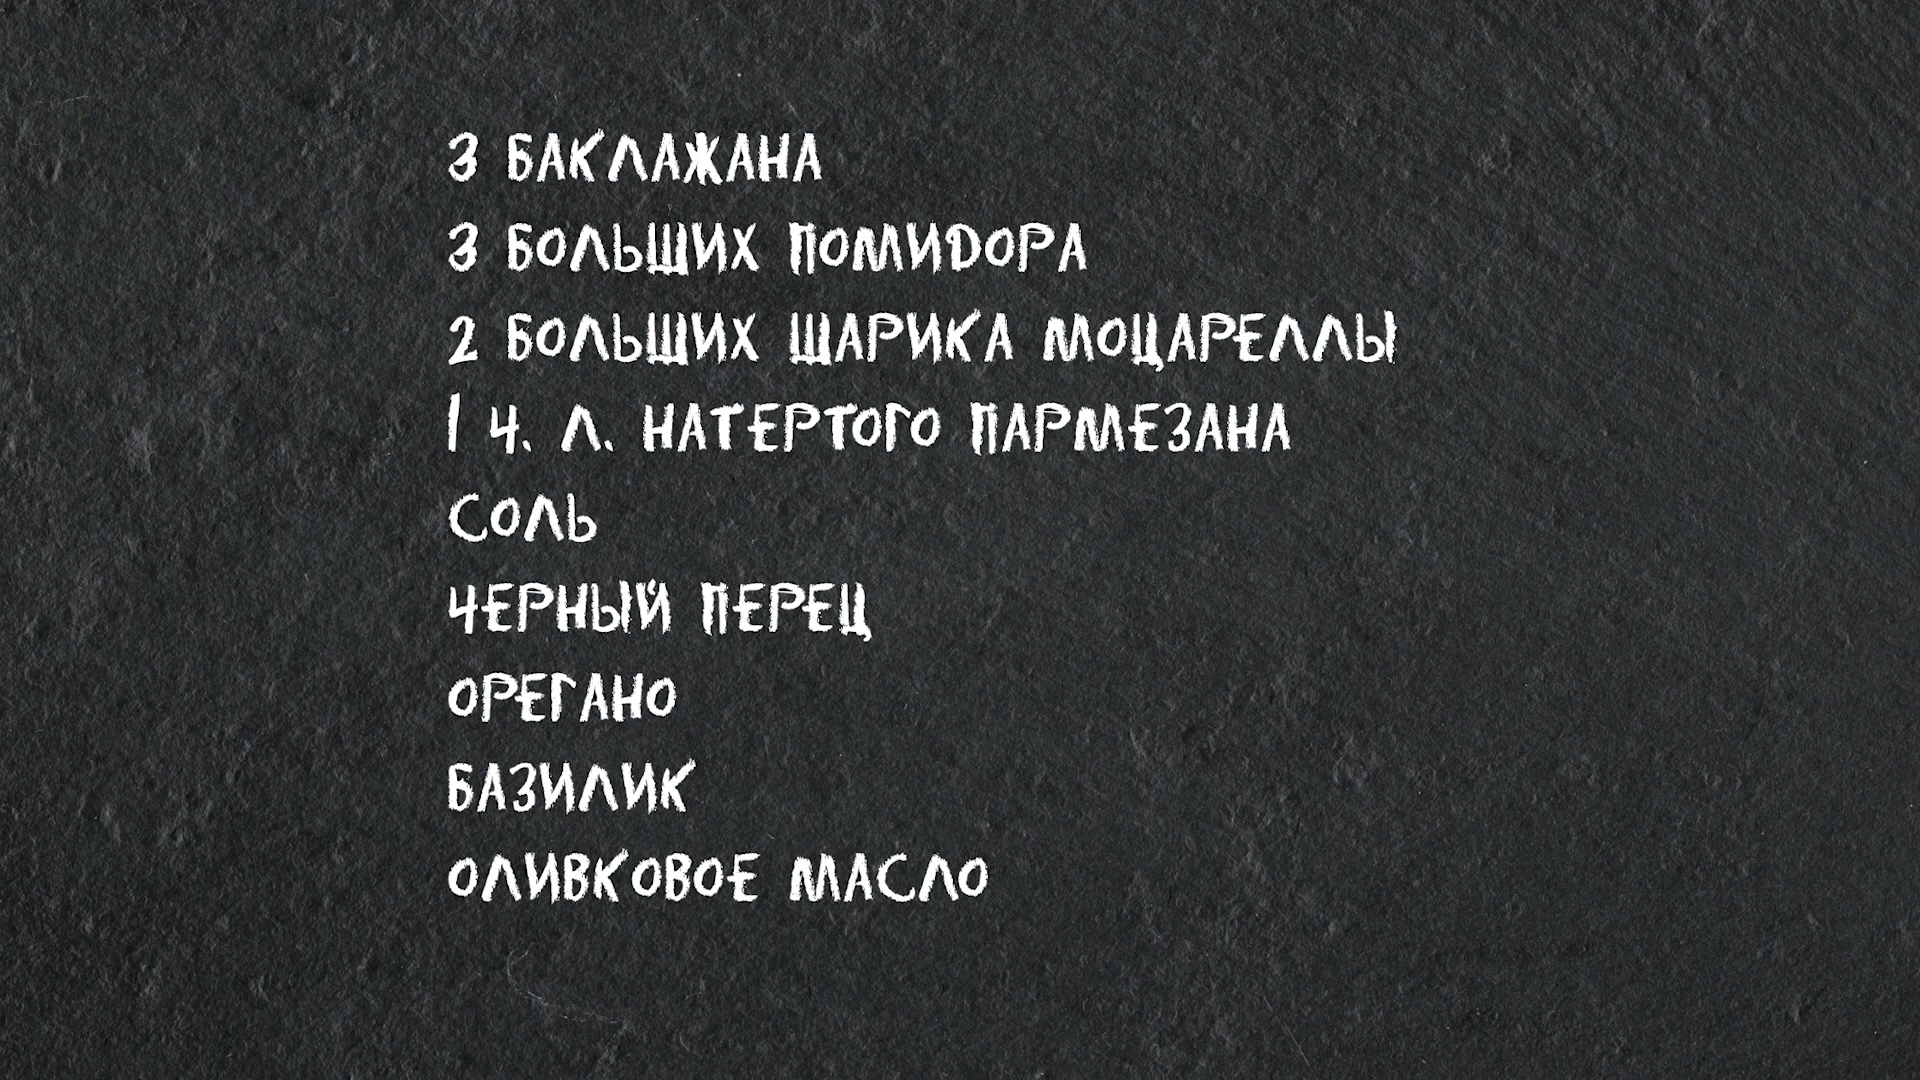 3 БАКЛАЖАНА
3 БОЛЬШИХ ПОМИДОРА
2 БОЛЬШИХ ШАРИКА МОЦАРЕЛЛЫ
1 Ч. Л. НАТЕРТОГО ПАРМЕЗАНА
СОЛЬ
ЧЕРНЫЙ ПЕРЕЦ
ОРЕГАНО
БАЗИЛИК
ОЛИВКОВОЕ МАСЛО